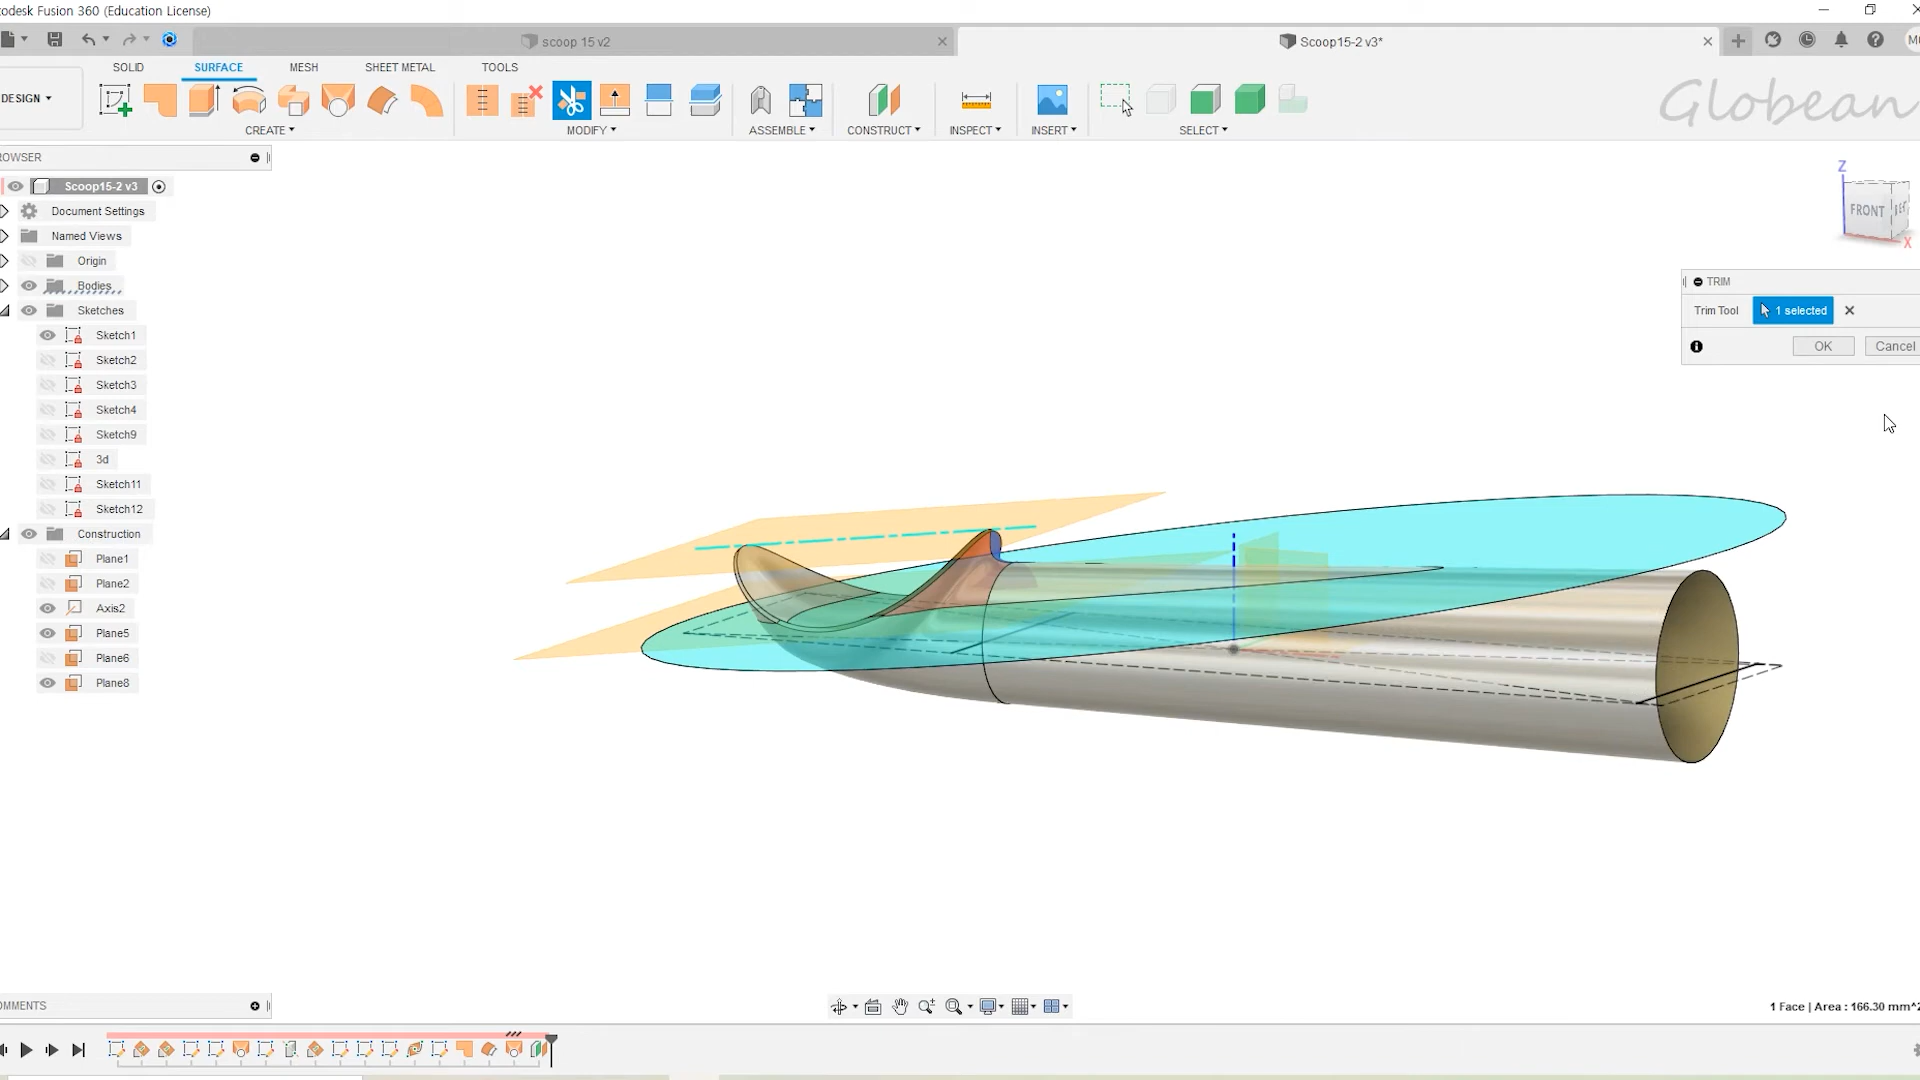 odesk Fusion 360 (Education License)
scoop 15 v2
Scoop15-2 v3*
SOLID
SURFACE
MESH
SHEET METAL
TOOLS
DESIGN
CREATE
MODIFY
ASSEMBLE
CONSTRUCT
INSPECT
INSERT
SELECT
Globean
ROWSER
Scoop15-2 v3
Document Settings
Named Views
Origin
Bodies
Sketches
Sketch1
Sketch2
Sketch3
Sketch4
Sketch9
3d
Sketch11
Sketch12
Construction
Plane1
Plane2
Axis2
Plane5
Plane6
Plane8
Z
FRONT
X
TRIM
Trim Tool
1 selected
OK
Cancel
OMMENTS
1 Face | Area : 166.30 mm^2